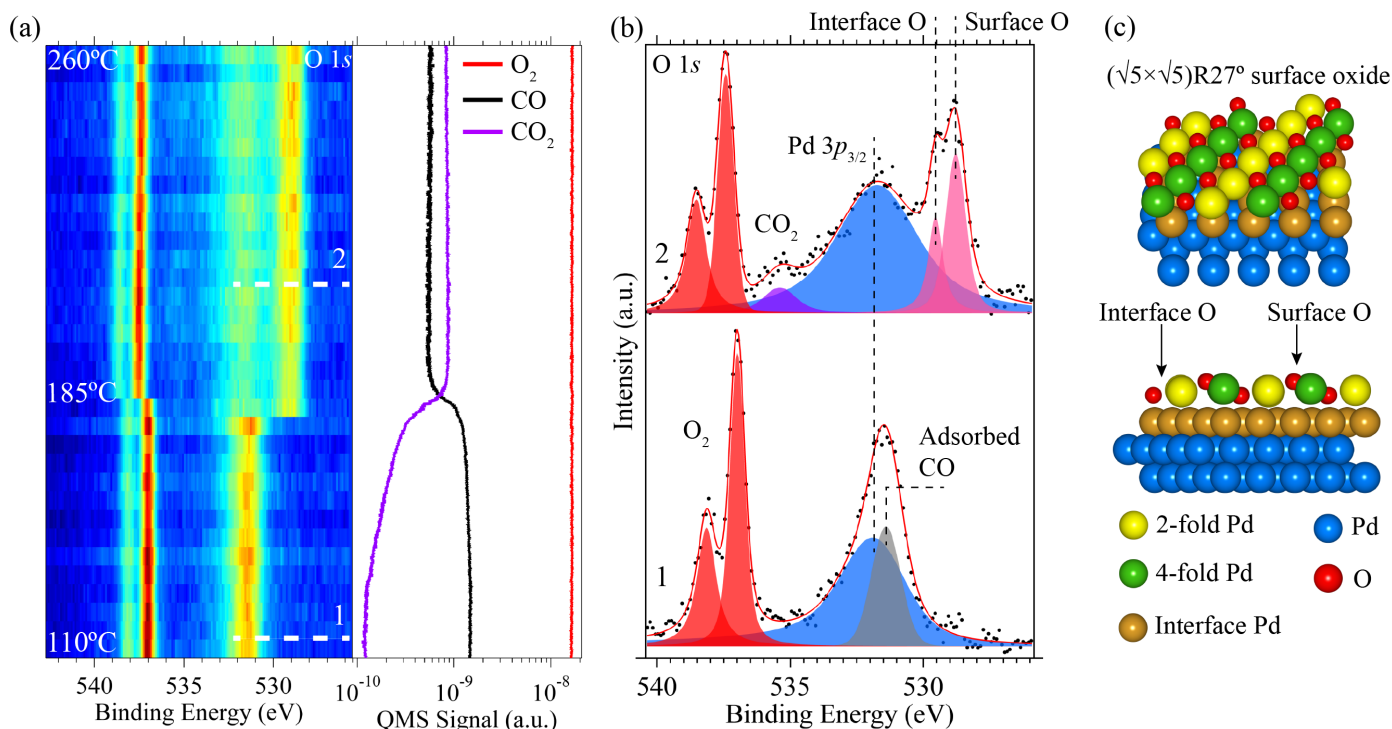 (a)
260ºC
O 1s
2
185ºC
1
110ºC
540
535
530
Binding Energy (eV)
O₂
CO
CO₂
10⁻¹⁰
10⁻⁹
10⁻⁸
QMS Signal (a.u.)
(b)
Interface O
Surface O
O 1s
Pd 3p₃/₂
CO₂
2
O₂
Adsorbed
CO
1
Intensity (a.u.)
540
535
530
Binding Energy (eV)
(c)
(√5×√5)R27º surface oxide
Interface O
Surface O
2-fold Pd
Pd
4-fold Pd
O
Interface Pd